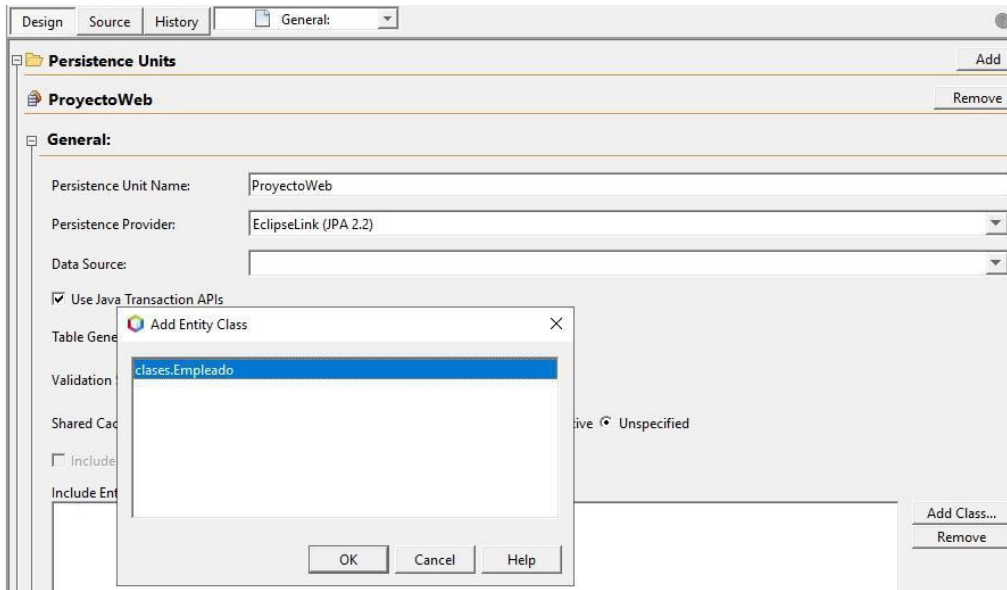 Design Source History General:
Persistence Units Add
ProyectoWeb Remove
General:
Persistence Unit Name: ProyectoWeb
Persistence Provider: EclipseLink (JPA 2.2)
Data Source:
Use Java Transaction APIs
Add Entity Class
Table Gene
clases.Empleado
Validation
Shared Cac ive Unspecified
Include
Include Ent
Add Class...
Remove
OK Cancel Help